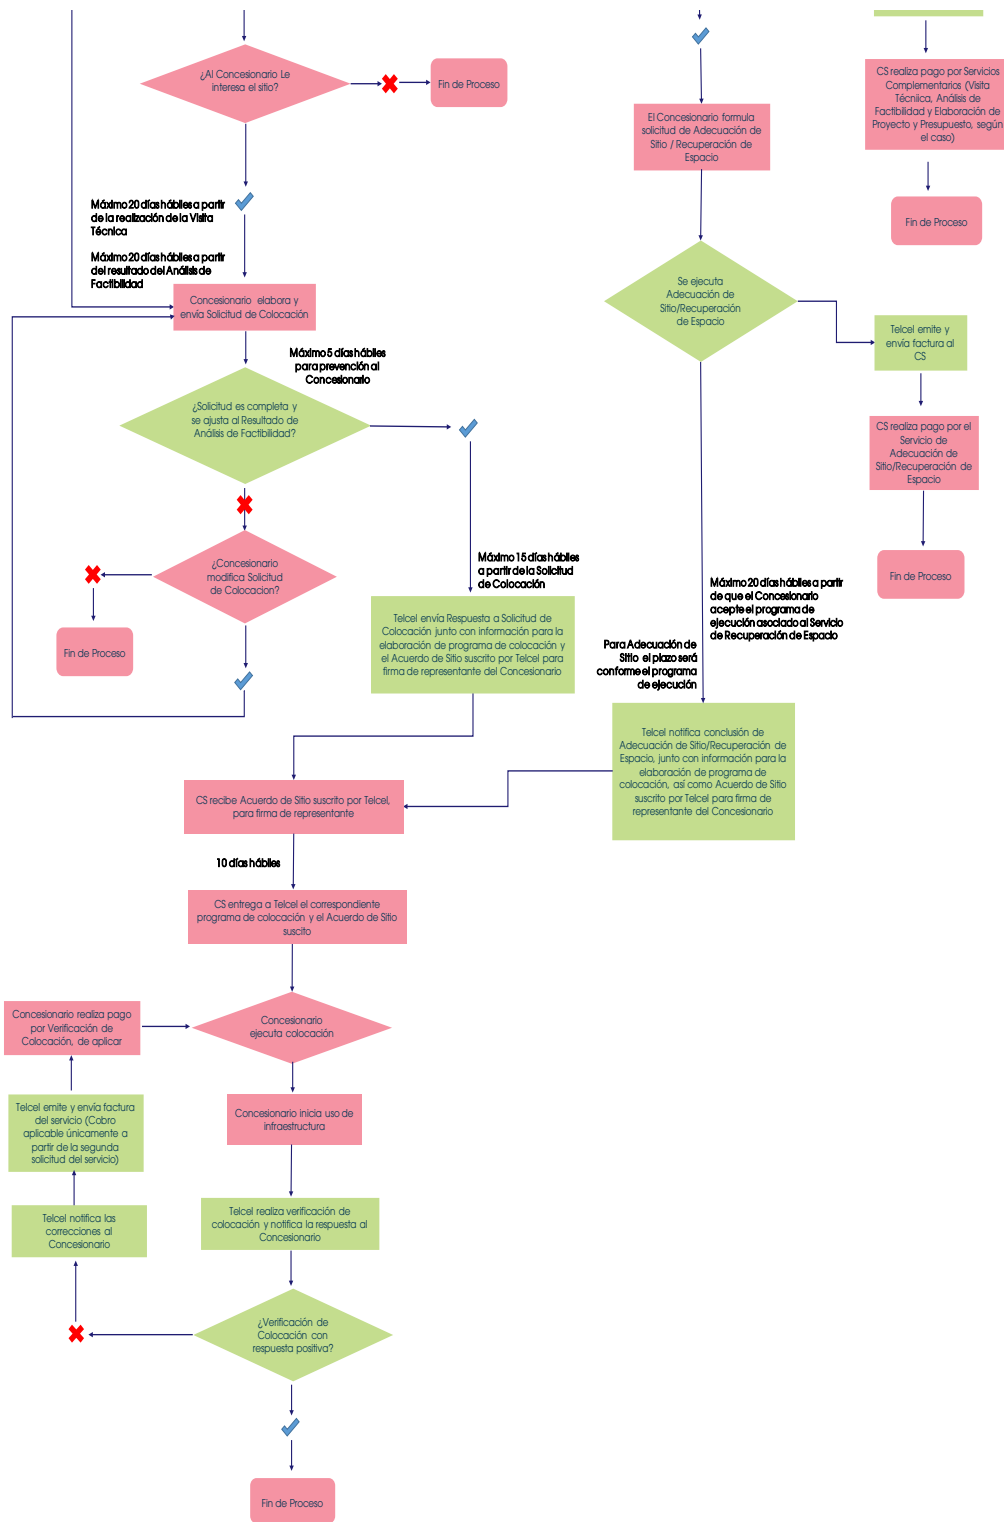 ¿Al Concesionario Le
interesa el sitio?
Fin de Proceso
Máximo 20 días hábiles a partir
de la realización de la Visita
Técnica
Máximo 20 días hábiles a partir
del resultado del Análisis de
Factibilidad
Concesionario elabora y
envía Solicitud de Colocación
Máximo 5 días hábiles
para prevención al
Concesionario
¿Solicitud es completa y
se ajusta al Resultado de
Análisis de Factibilidad?
¿Concesionario
modifica Solicitud
de Colocacion?
Fin de Proceso
Máximo 15 días hábiles
a partir de la Solicitud
de Colocación
Telcel envía Respuesta a Solicitud de
Colocación junto con información para la
elaboración de programa de colocación y
el Acuerdo de Sitio suscrito por Telcel para
firma de representante del Concesionario
El Concesionario formula
solicitud de Adecuación de
Sitio / Recuperación de
Espacio
Se ejecuta
Adecuación de
Sitio/Recuperación
de Espacio
CS realiza pago por Servicios
Complementarios (Visita
Técnica, Análisis de
Factibilidad y Elaboración de
Proyecto y Presupuesto, según
el caso)
Fin de Proceso
Telcel emite y
envía factura al
CS
CS realiza pago por el
Servicio de
Adecuación de
Sitio/Recuperación de
Espacio
Fin de Proceso
Máximo 20 días hábiles a partir
de que el Concesionario
acepte el programa de
ejecución asociado al Servicio
de Recuperación de Espacio
Para Adecuación de
Sitio el plazo será
conforme el programa
de ejecución
Telcel notifica conclusión de
Adecuación de Sitio/Recuperación de
Espacio, junto con información para la
elaboración de programa de
colocación, así como Acuerdo de Sitio
suscrito por Telcel para firma de
representante del Concesionario
CS recibe Acuerdo de Sitio suscrito por Telcel,
para firma de representante
10 días hábiles
CS entrega a Telcel el correspondiente
programa de colocación y el Acuerdo de Sitio
suscito
Concesionario
ejecuta colocación
Concesionario realiza pago
por Verificación de
Colocación, de aplicar
Telcel emite y envía factura
del servicio (Cobro
aplicable únicamente a
partir de la segunda
solicitud del servicio)
Telcel notifica las
correcciones al
Concesionario
Concesionario inicia uso de
infraestructura
Telcel realiza verificación de
colocación y notifica la respuesta al
Concesionario
¿Verificación de
Colocación con
respuesta positiva?
Fin de Proceso